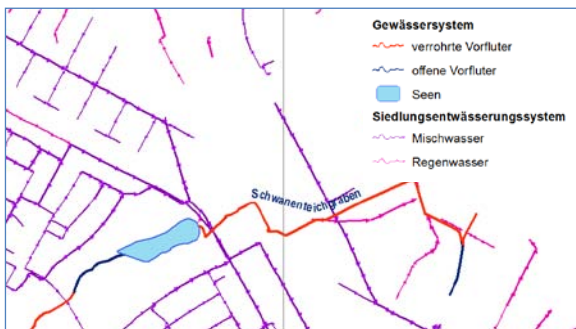 Gewässersystem
verrohrte Vorfluter
offene Vorfluter
Seen
Siedlungsentwässerungssystem
Mischwasser
Regenwasser
Schwanenteichgraben